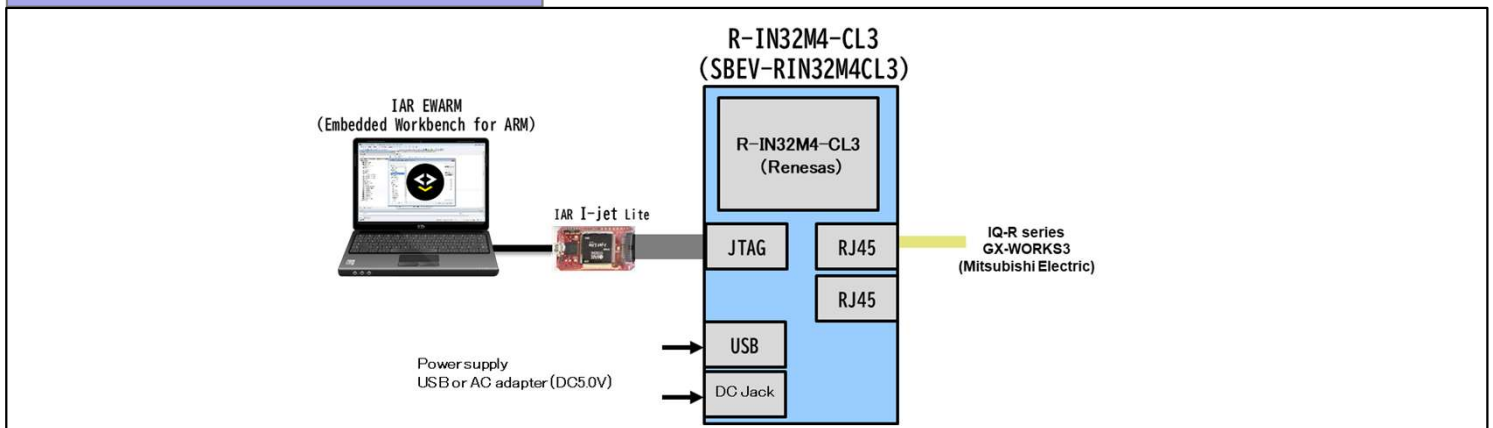 R-IN32M4-CL3
(SBEV-RIN32M4CL3)
IAR EWARM
(Embedded Workbench for ARM)
R-IN32M4-CL3
(Renesas)
IAR I-jet Lite
JTAG
RJ45
IQ-R series
GX-WORKS3
(Mitsubishi Electric)
RJ45
USB
Power supply
USB or AC adapter(DC5.0V)
DC Jack